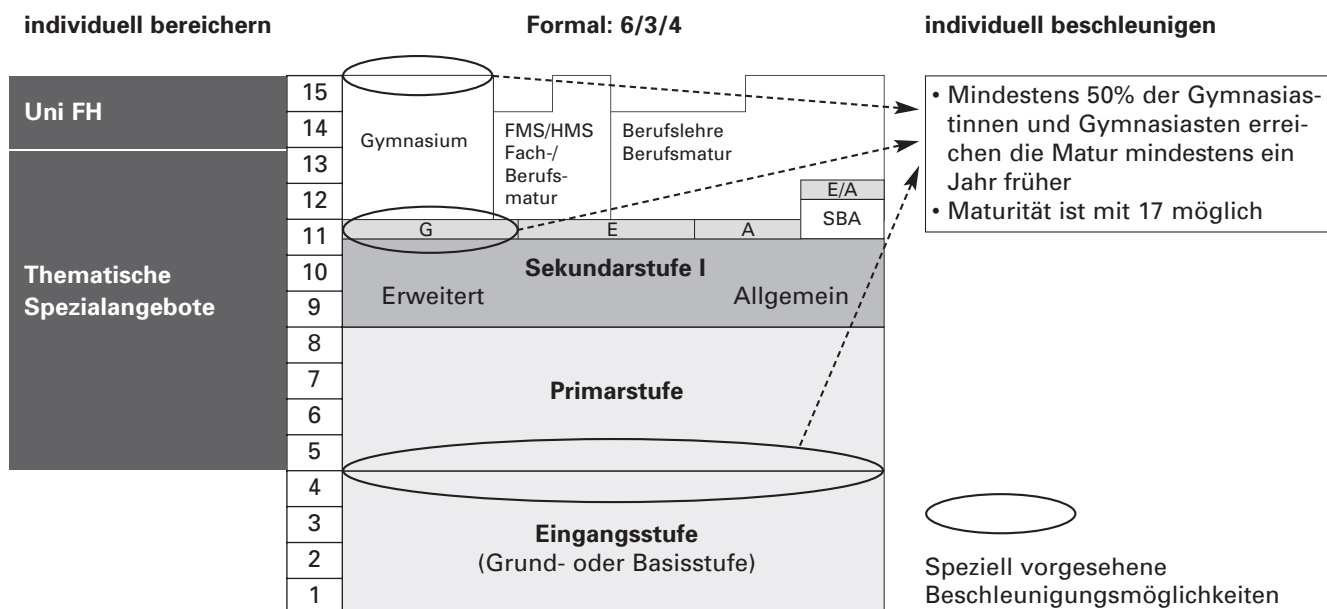 individuell bereichern
Formal: 6/3/4
individuell beschleunigen
Uni FH
Thematische
Spezialangebote
15
14
13
12
11
10
9
8
7
6
5
4
3
2
1
Gymnasium
FMS/HMS
Fach-/
Berufs-
matur
Berufslehre
Berufsmatur
E/A
SBA
G
E
A
Sekundarstufe I
Erweitert
Allgemein
Primarstufe
Eingangsstufe
(Grund- oder Basisstufe)
• Mindestens 50% der Gymnasias-
tinnen und Gymnasiasten errei-
chen die Matur mindestens ein
Jahr früher
• Maturität ist mit 17 möglich
Speziell vorgesehene
Beschleunigungsmöglichkeiten